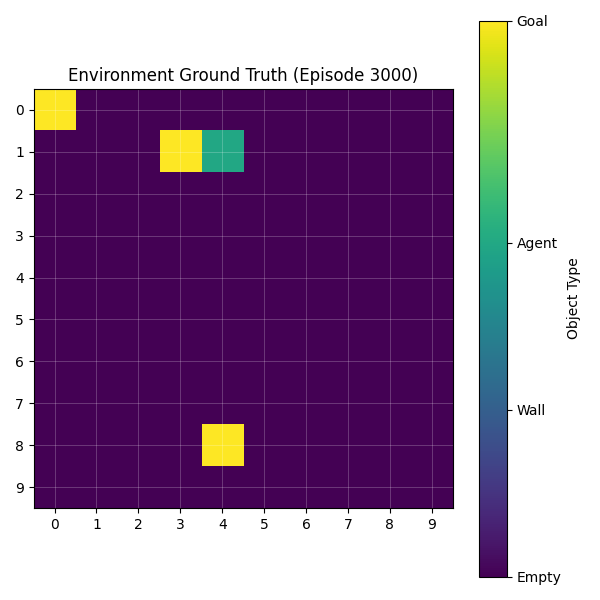 Environment Ground Truth (Episode 3000)
0
1
2
3
4
5
6
7
8
9
0 1 2 3 4 5 6 7 8 9
Goal
Agent
Wall
Empty
Object Type